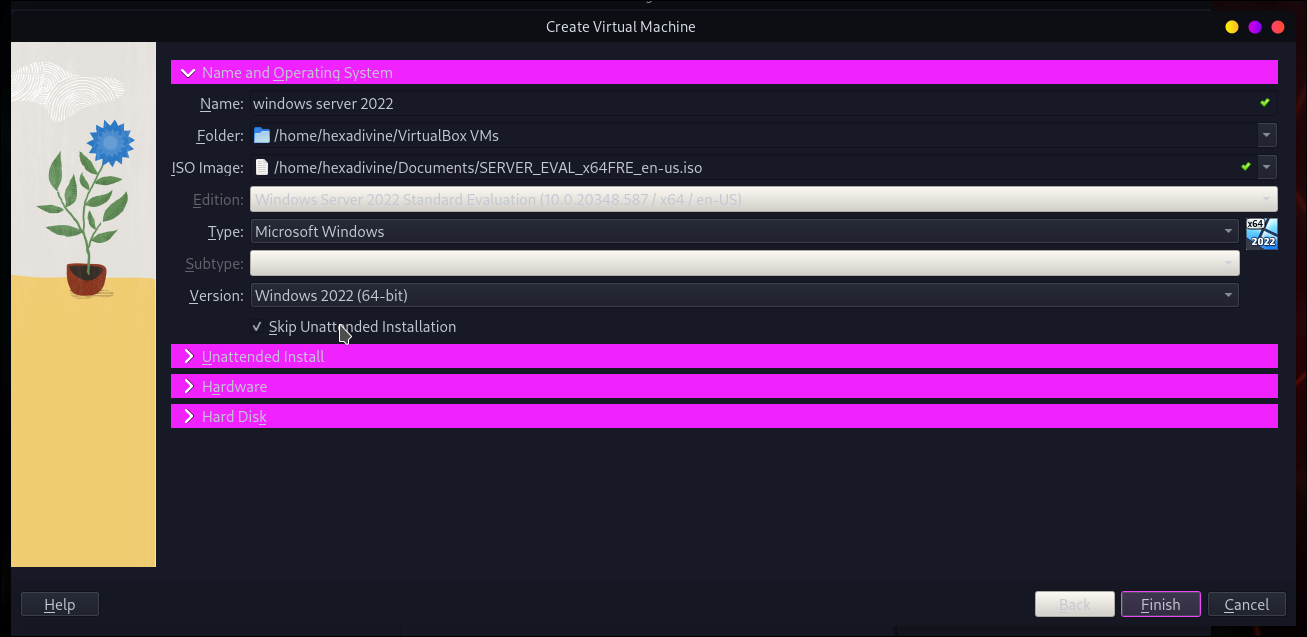 Create Virtual Machine
Name and Operating System
Name: windows server 2022
Folder: /home/hexadivine/VirtualBox VMs
ISO Image: /home/hexadivine/Documents/SERVER_EVAL_x64FRE_en-us.iso
Edition: Windows Server 2022 Standard Evaluation (10.0.20348.587 / x64 / en-US)
Type: Microsoft Windows
x64
2022
Subtype:
Version: Windows 2022 (64-bit)
Skip Unattended Installation
Unattended Install
Hardware
Hard Disk
Help Back Finish Cancel